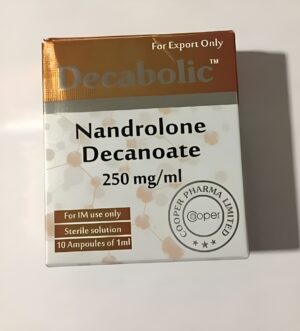 For Export Only
Decabolic™
Nandrolone
Decanoate
250 mg/ml
For IM use only
Sterile solution
10 Ampoules of 1ml
COOPER PHARMA LIMITED
Cooper